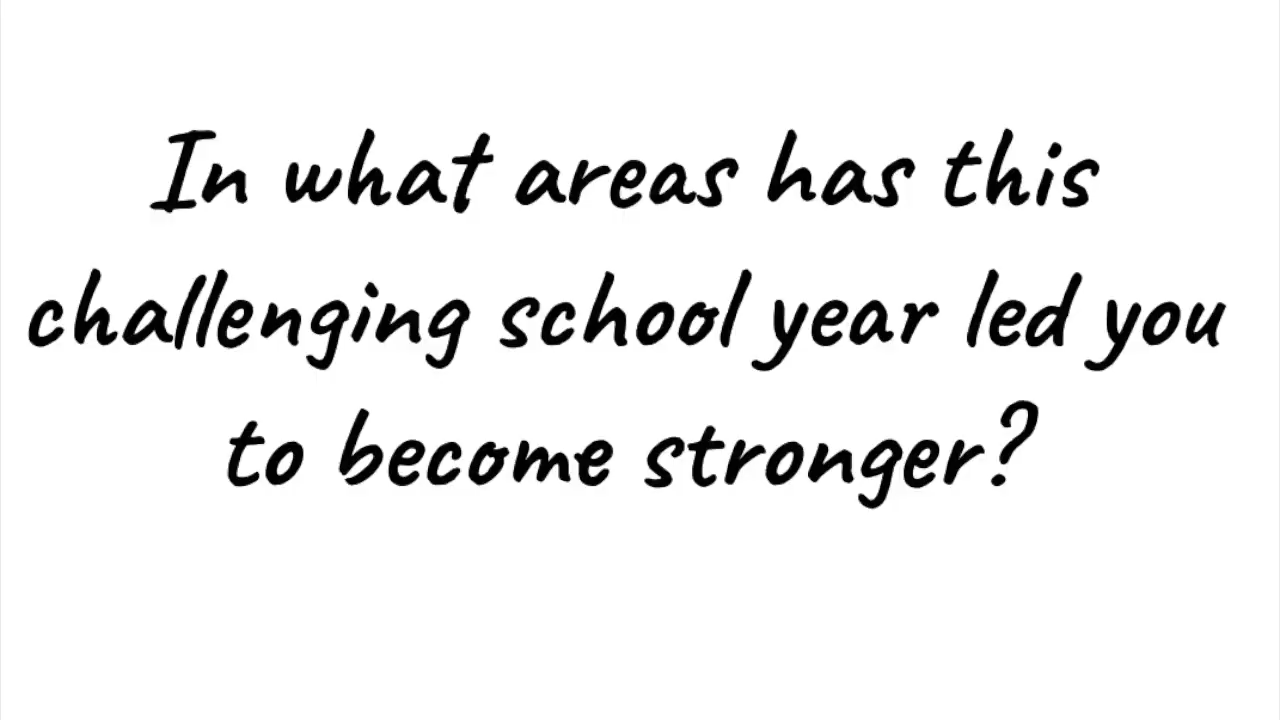 In what areas has this
challenging school year led you
to become stronger?